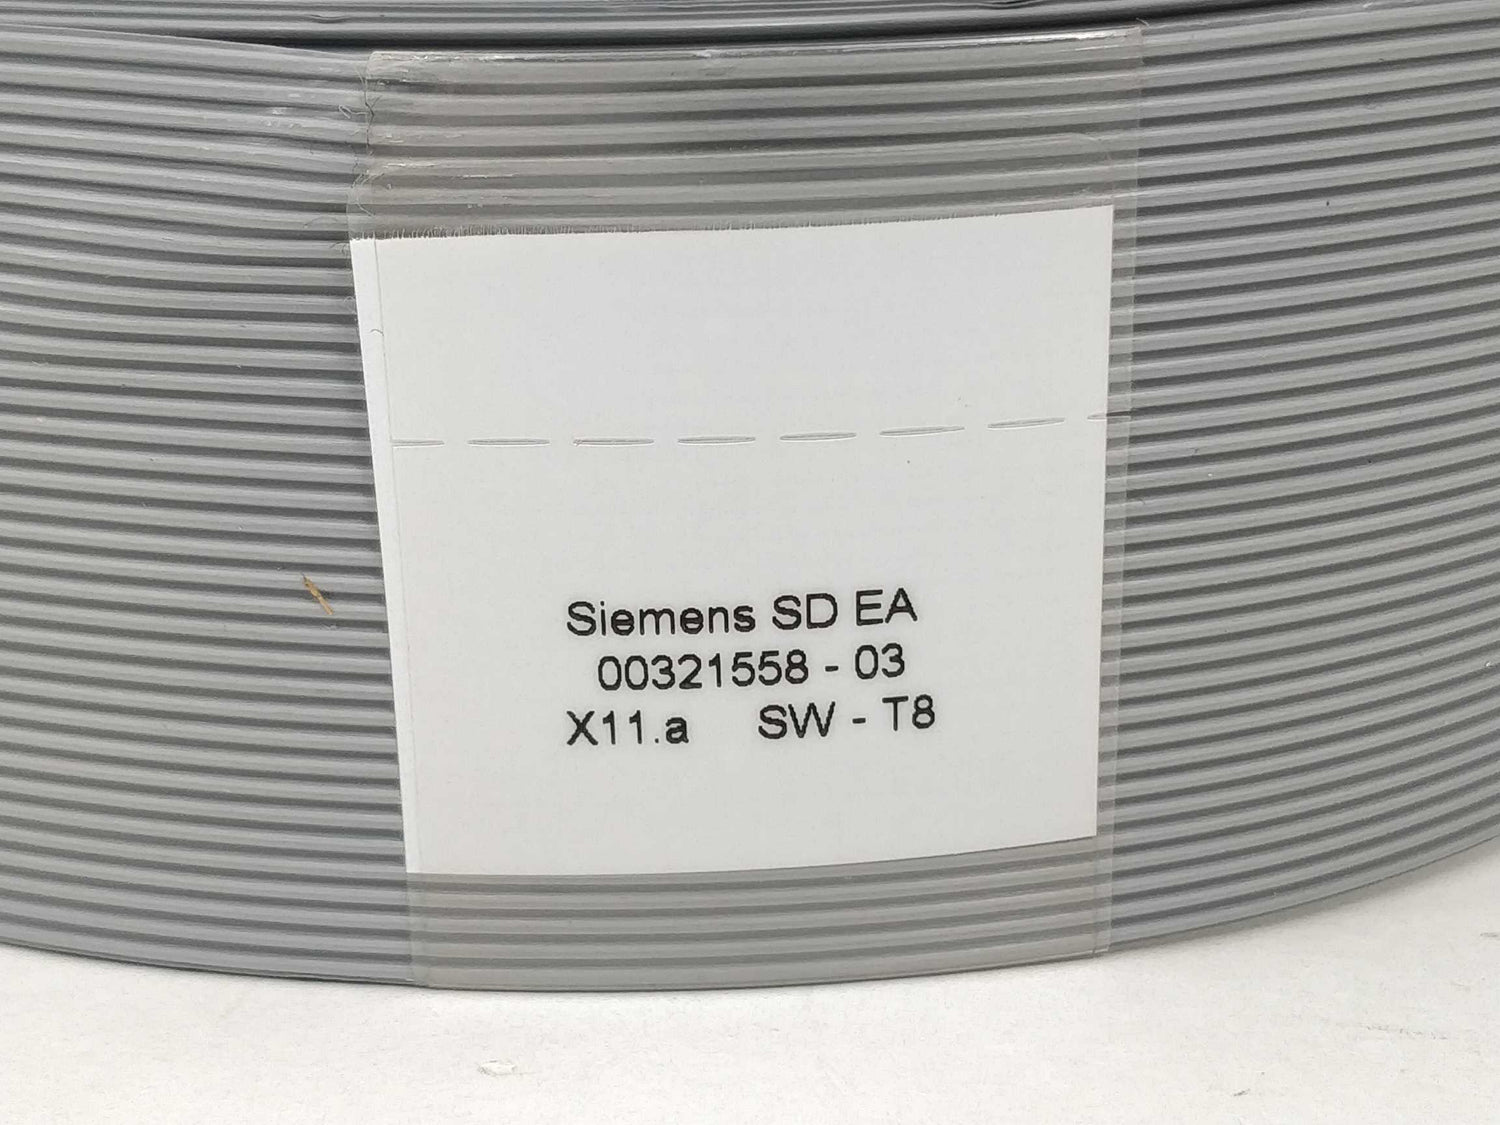 Siemens SD EA
00321558 - 03
X11.a SW - T8